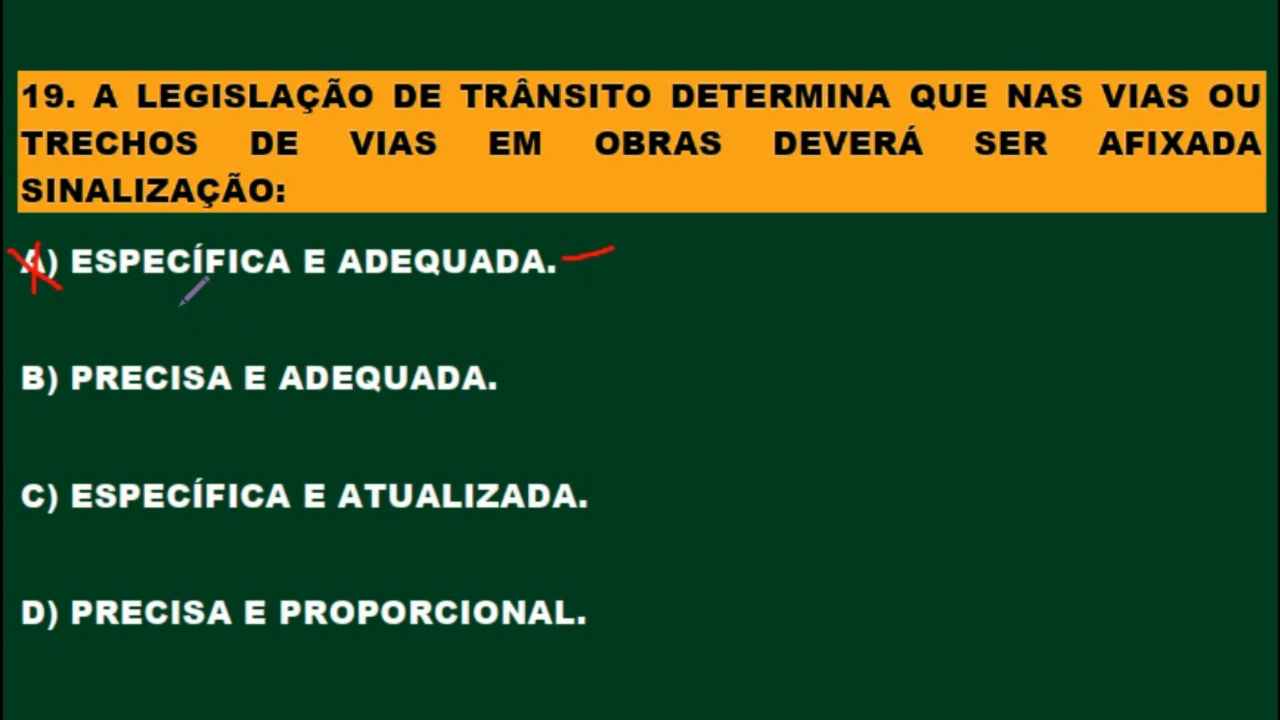 19. A LEGISLAÇÃO DE TRÂNSITO DETERMINA QUE NAS VIAS OU
TRECHOS DE VIAS EM OBRAS DEVERÁ SER AFIXADA
SINALIZAÇÃO:
A) ESPECÍFICA E ADEQUADA.
B) PRECISA E ADEQUADA.
C) ESPECÍFICA E ATUALIZADA.
D) PRECISA E PROPORCIONAL.